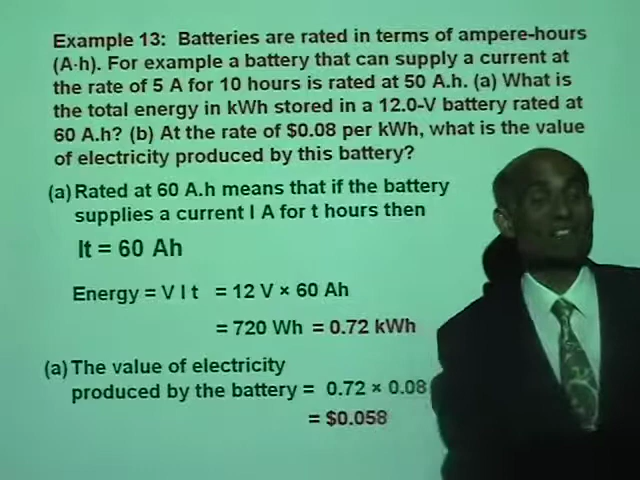 Example 13: Batteries are rated in terms of ampere-hours
(A·h). For example a battery that can supply a current at
the rate of 5 A for 10 hours is rated at 50 A.h. (a) What is
the total energy in kWh stored in a 12.0-V battery rated at
60 A.h? (b) At the rate of $0.08 per kWh, what is the value
of electricity produced by this battery?
(a) Rated at 60 A.h means that if the battery
supplies a current I A for t hours then
It = 60 Ah
Energy = V I t = 12 V × 60 Ah
= 720 Wh = 0.72 kWh
(a) The value of electricity
produced by the battery = 0.72 × 0.08
= $0.058